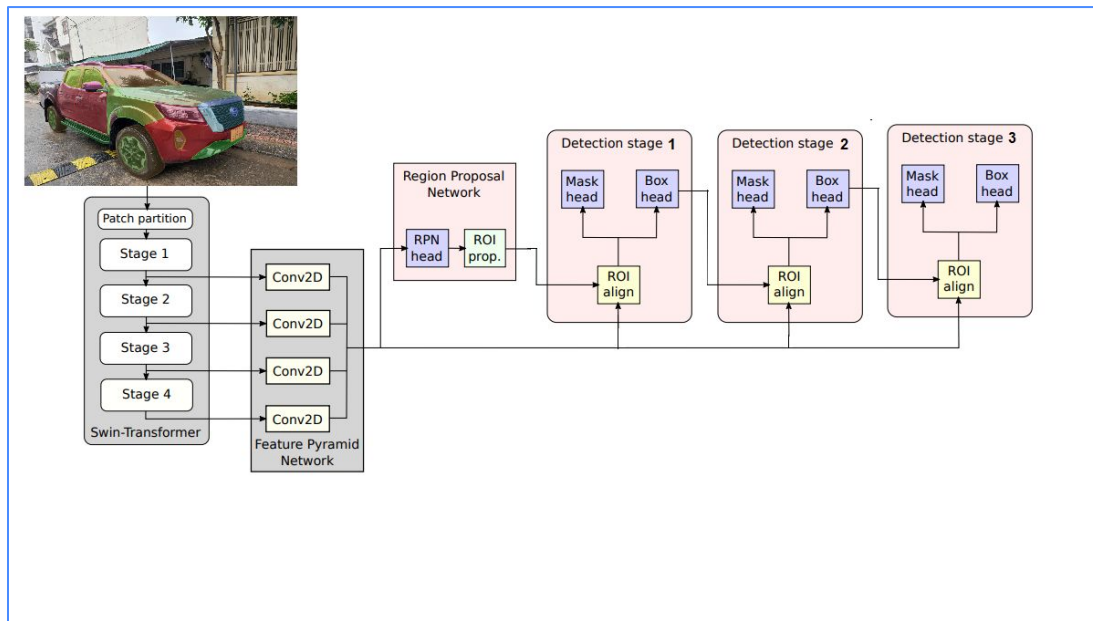 Patch partition
Stage 1
Stage 2
Stage 3
Stage 4
Swin-Transformer
Conv2D
Conv2D
Conv2D
Conv2D
Feature Pyramid
Network
Region Proposal
Network
RPN
head
ROI
prop.
Detection stage 1
Mask
head
Box
head
ROI
align
Detection stage 2
Mask
head
Box
head
ROI
align
Detection stage 3
Mask
head
Box
head
ROI
align